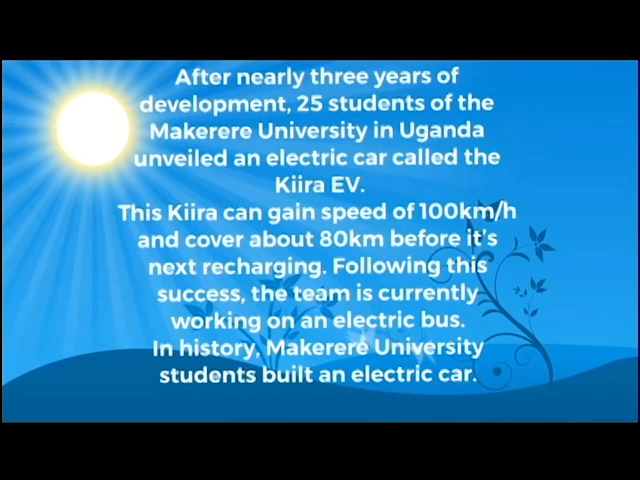 After nearly three years of
development, 25 students of the
Makerere University in Uganda
unveiled an electric car called the
Kiira EV.
This Kiira can gain speed of 100km/h
and cover about 80km before it's
next recharging. Following this
success, the team is currently
working on an electric bus.
In history, Makerere University
students built an electric car.